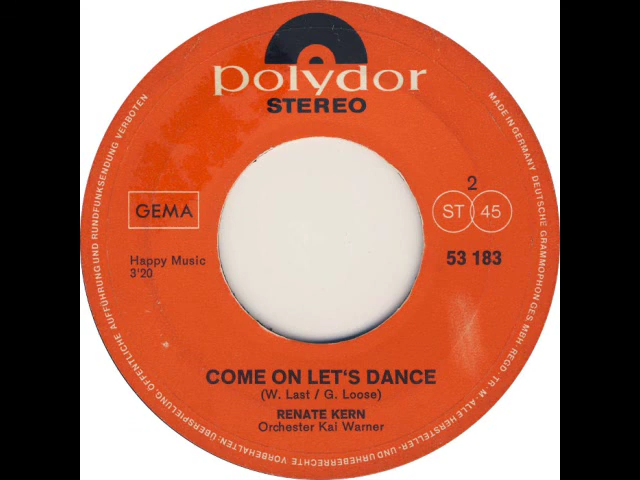 polydor
STEREO
GEMA
2
ST 45
Happy Music
3'20
53 183
COME ON LET'S DANCE
(W. Last / G. Loose)
RENATE KERN
Orchester Kai Warner
MADE IN GERMANY · DEUTSCHE GRAMMOPHON GES. MBH · REGD. TR. M · ALLE HERSTELLER- UND URHEBERRECHTE VORBEHALTEN · ÜBERSPIELUNG, ÖFFENTLICHE AUFFÜHRUNG UND RUNDFUNKSENDUNG VERBOTEN